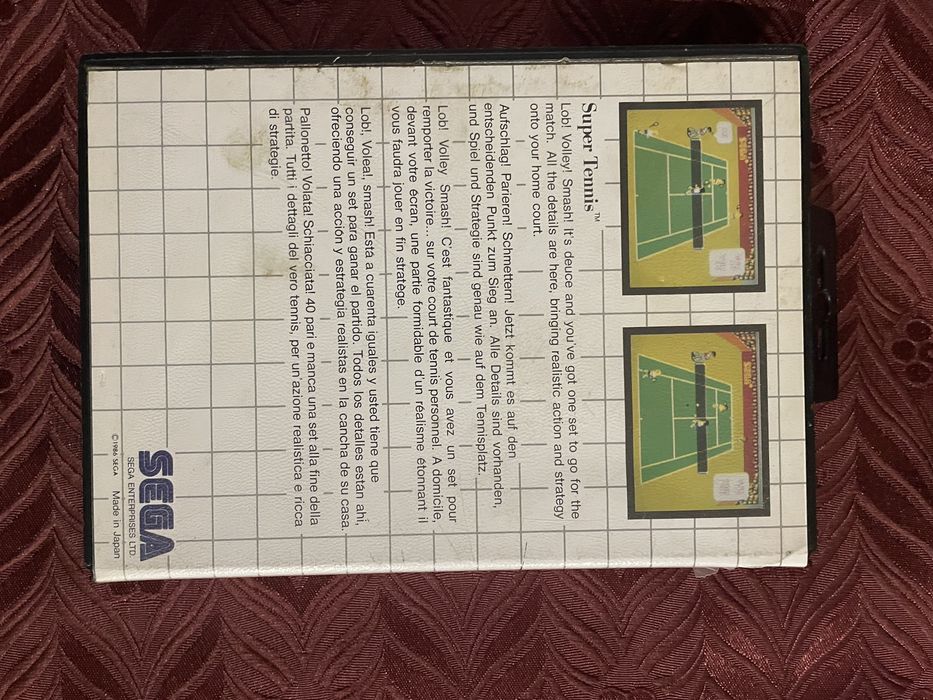 Super Tennis™
Lob! Volley! Smash! It's deuce and you've got one set to go for the
match. All the details are here, bringing realistic action and strategy
onto your home court.
Aufschlag! Parieren! Schmettern! Jetzt kommt es auf den
entscheidenden Punkt zum Sieg an. Alle Details sind vorhanden,
und Spiel und Strategie sind genau wie auf dem Tennisplatz.
Lob! Volley Smash! C'est fantastique et vous avez un set pour
remporter la victoire... sur votre court de tennis personnel. A domicile,
devant votre écran, une partie formidable d'un réalisme étonnant il
vous faudra jouer en fin stratège.
Lob!, Volea!, smash! Está a cuarenta iguales y usted tiene que
conseguir un set para ganar el partido. Todos los detalles están ahí,
ofreciendo una acción y estrategia realistas en la cancha de su casa.
Pallonetto! Volata! Schiacciata! 40 pari e manca una set alla fine della
partita. Tutti i dettagli del vero tennis, per un'azione realistica e ricca
di strategie.
SEGA
SEGA ENTERPRISES LTD.
©1986 SEGA Made in Japan